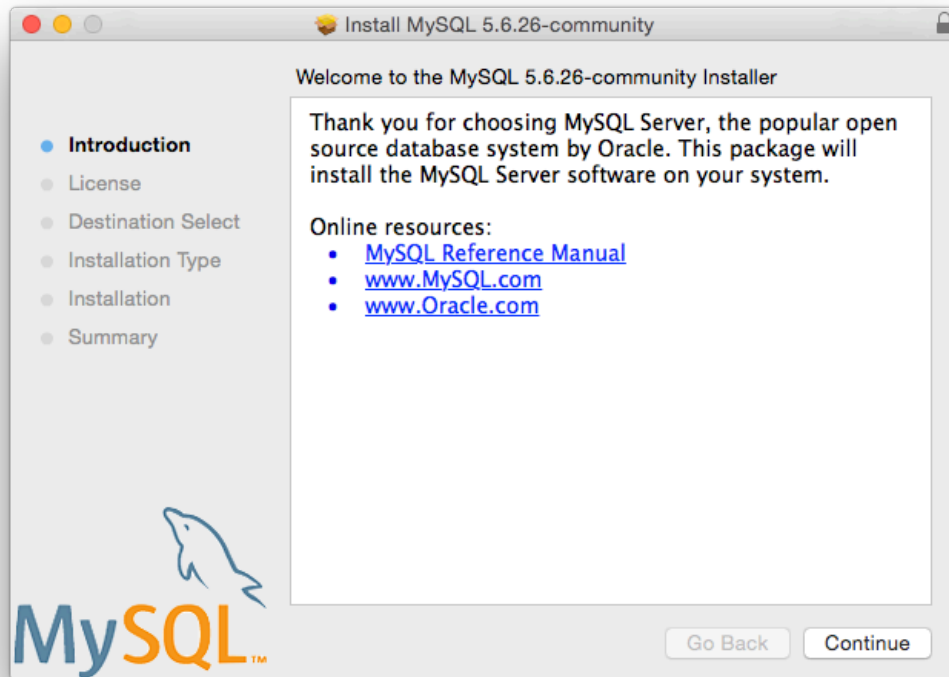 Install MySQL 5.6.26-community
Welcome to the MySQL 5.6.26-community Installer
Introduction
License
Destination Select
Installation Type
Installation
Summary
Thank you for choosing MySQL Server, the popular open
source database system by Oracle. This package will
install the MySQL Server software on your system.
Online resources:
• MySQL Reference Manual
• www.MySQL.com
• www.Oracle.com
MySQL™
Go Back
Continue